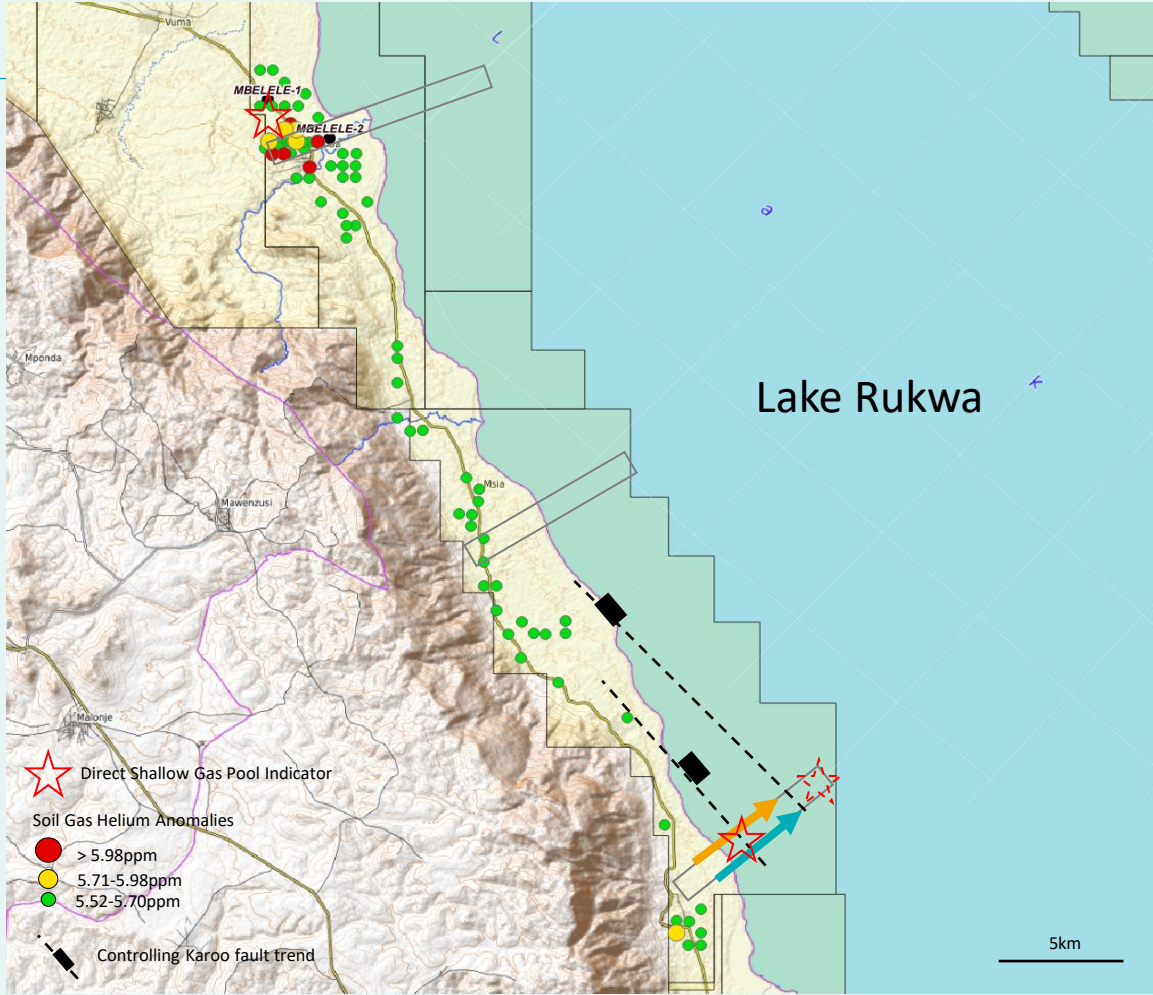 Vuma
L
MBELELE-1
MBELELE-2
a
Mponda
k
Lake Rukwa
Msia
Mawenzusi
Malonje
Direct Shallow Gas Pool Indicator
Soil Gas Helium Anomalies
> 5.98ppm
5.71-5.98ppm
5.52-5.70ppm
Controlling Karoo fault trend
5km